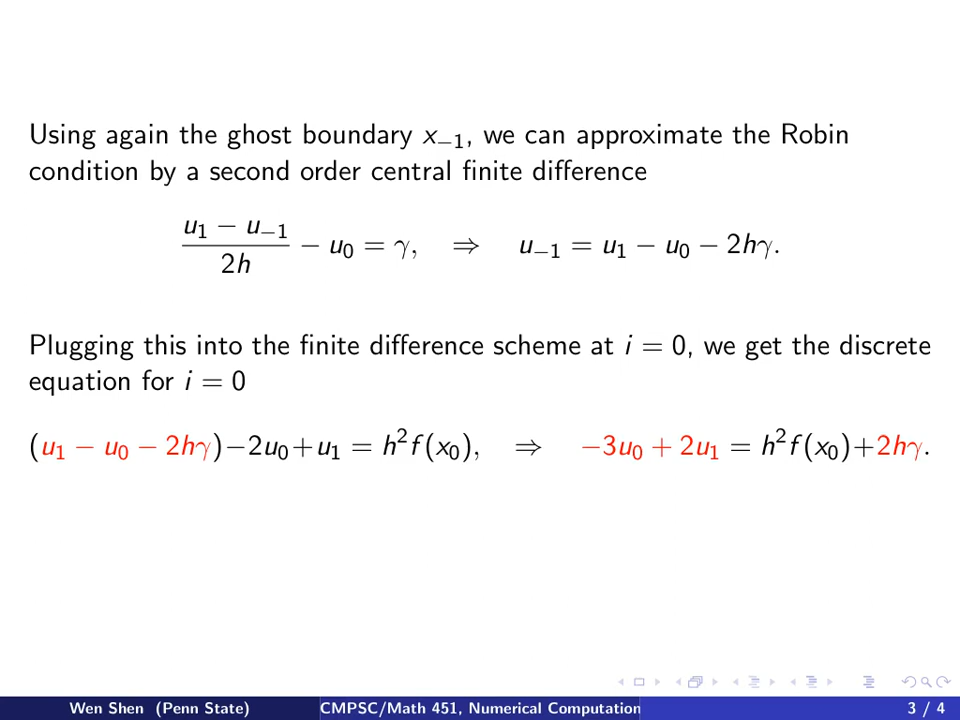 Using again the ghost boundary x₋₁, we can approximate the Robin
condition by a second order central finite difference
(u₁ − u₋₁)/2h − u₀ = γ, ⇒ u₋₁ = u₁ − u₀ − 2hγ.
Plugging this into the finite difference scheme at i = 0, we get the discrete
equation for i = 0
(u₁ − u₀ − 2hγ)−2u₀+u₁ = h²f(x₀), ⇒ −3u₀ + 2u₁ = h²f(x₀)+2hγ.
Wen Shen (Penn State) CMPSC/Math 451, Numerical Computation 3 / 4